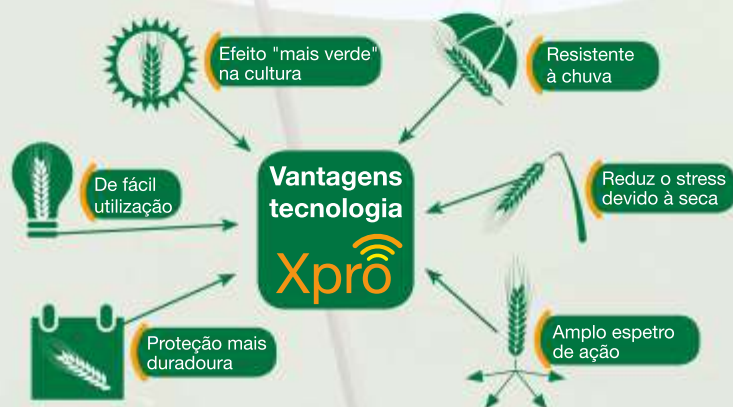 Efeito "mais verde"
na cultura
Resistente
à chuva
De fácil
utilização
Vantagens
tecnologia
Xpro
Reduz o stress
devido à seca
Proteção mais
duradoura
Amplo espetro
de ação